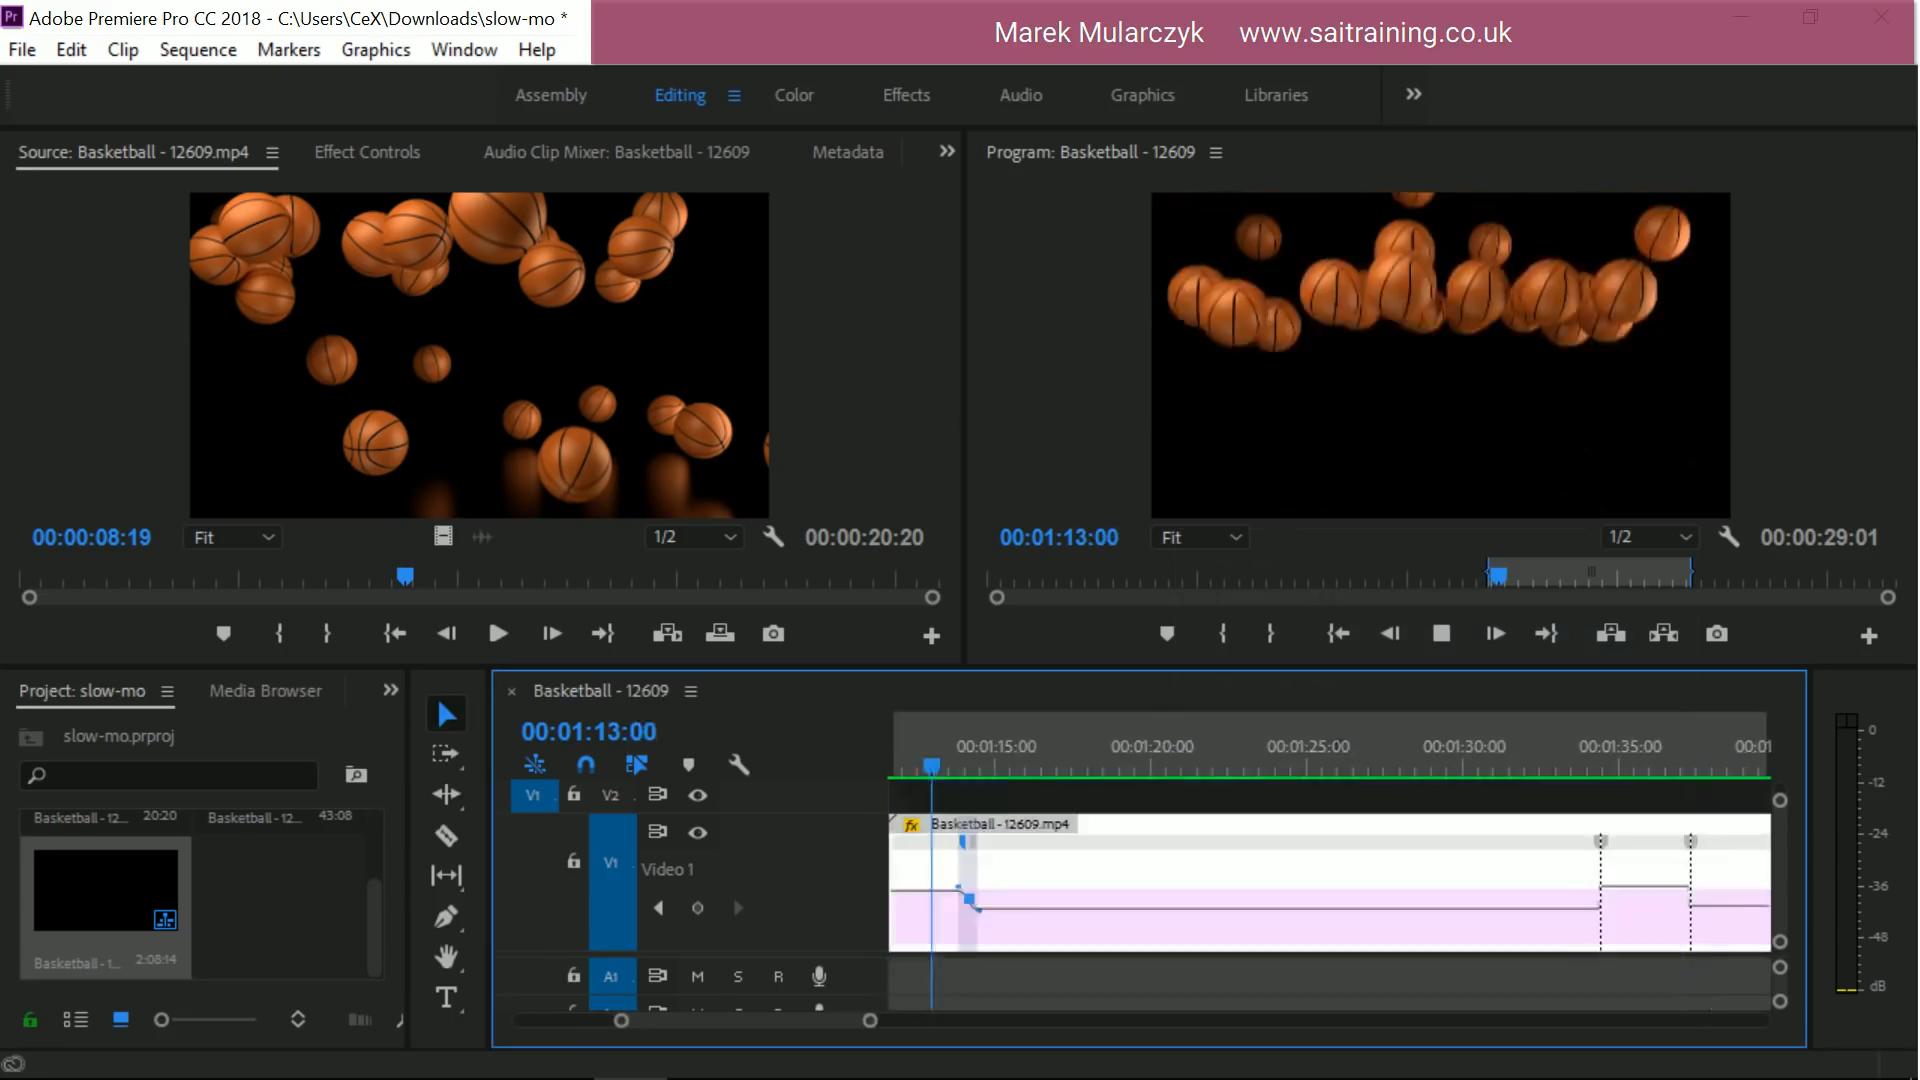 Pr Adobe Premiere Pro CC 2018 - C:\Users\CeX\Downloads\slow-mo *
Marek Mularczyk www.saitraining.co.uk
File Edit Clip Sequence Markers Graphics Window Help
Assembly Editing Color Effects Audio Graphics Libraries
Source: Basketball - 12609.mp4 Effect Controls Audio Clip Mixer: Basketball - 12609 Metadata
Program: Basketball - 12609
00:00:08:19 Fit 1/2 00:00:20:20
00:01:13:00 Fit 1/2 00:00:29:01
Project: slow-mo Media Browser
slow-mo.prproj
Basketball - 12... 20:20 Basketball - 12... 43:08
Basketball - 1... 2:08:14
T
× Basketball - 12609
00:01:13:00
00:01:15:00 00:01:20:00 00:01:25:00 00:01:30:00 00:01:35:00 00:01
V1 V2
fx Basketball - 12609.mp4
V1 Video 1
A1 M S R
0
-12
-24
-36
-48
dB